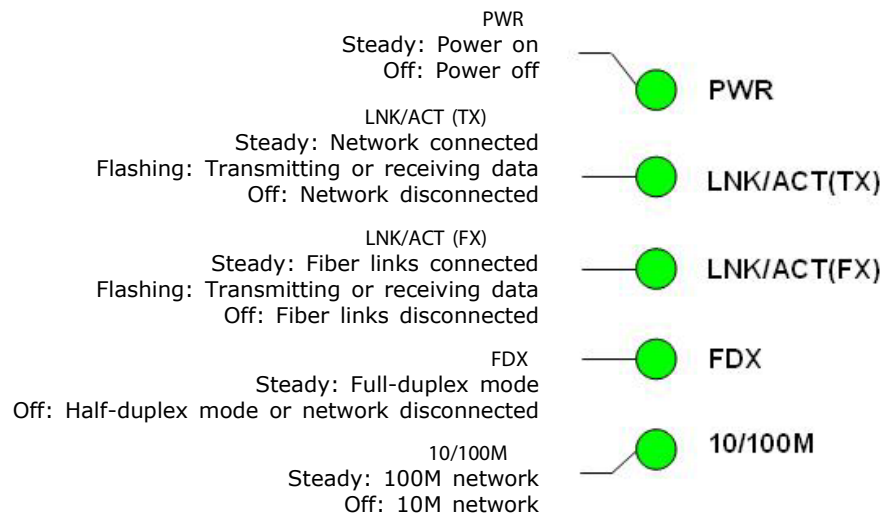 PWR
Steady: Power on
Off: Power off
PWR
LNK/ACT (TX)
Steady: Network connected
Flashing: Transmitting or receiving data
Off: Network disconnected
LNK/ACT(TX)
LNK/ACT (FX)
Steady: Fiber links connected
Flashing: Transmitting or receiving data
Off: Fiber links disconnected
LNK/ACT(FX)
FDX
Steady: Full-duplex mode
Off: Half-duplex mode or network disconnected
FDX
10/100M
Steady: 100M network
Off: 10M network
10/100M